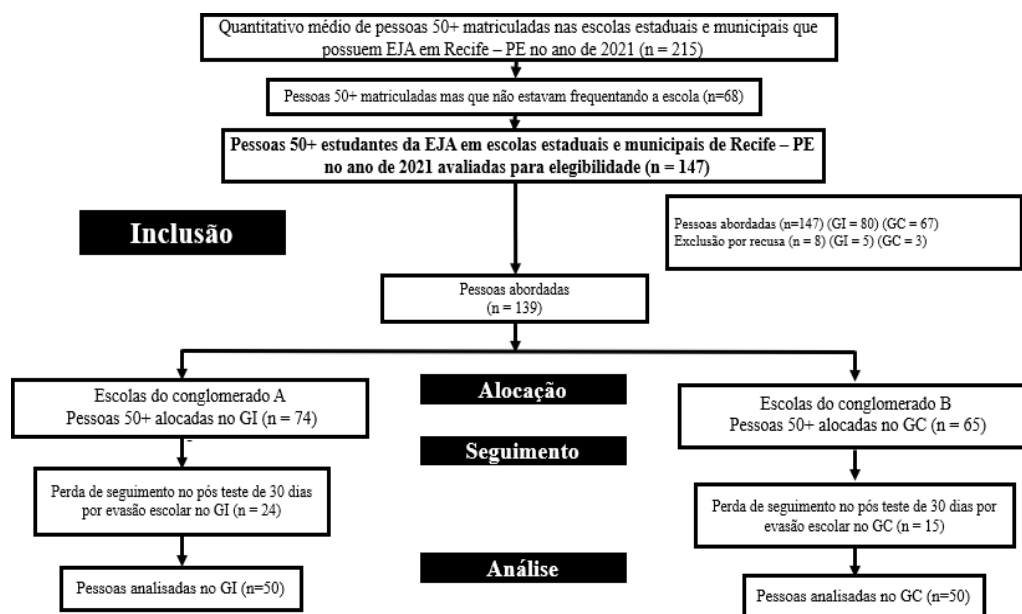 Quantitativo médio de pessoas 50+ matriculadas nas escolas estaduais e municipais que
possuem EJA em Recife – PE no ano de 2021 (n = 215)
Pessoas 50+ matriculadas mas que não estavam frequentando a escola (n=68)
Pessoas 50+ estudantes da EJA em escolas estaduais e municipais de Recife – PE
no ano de 2021 avaliadas para elegibilidade (n = 147)
Inclusão
Pessoas abordadas (n=147) (GI = 80) (GC = 67)
Exclusão por recusa (n = 8) (GI = 5) (GC = 3)
Pessoas abordadas
(n = 139)
Escolas do conglomerado A
Pessoas 50+ alocadas no GI (n = 74)
Alocação
Escolas do conglomerado B
Pessoas 50+ alocadas no GC (n = 65)
Seguimento
Perda de seguimento no pós teste de 30 dias
por evasão escolar no GI (n = 24)
Perda de seguimento no pós teste de 30 dias por
evasão escolar no GC (n = 15)
Análise
Pessoas analisadas no GI (n=50)
Pessoas analisadas no GC (n=50)